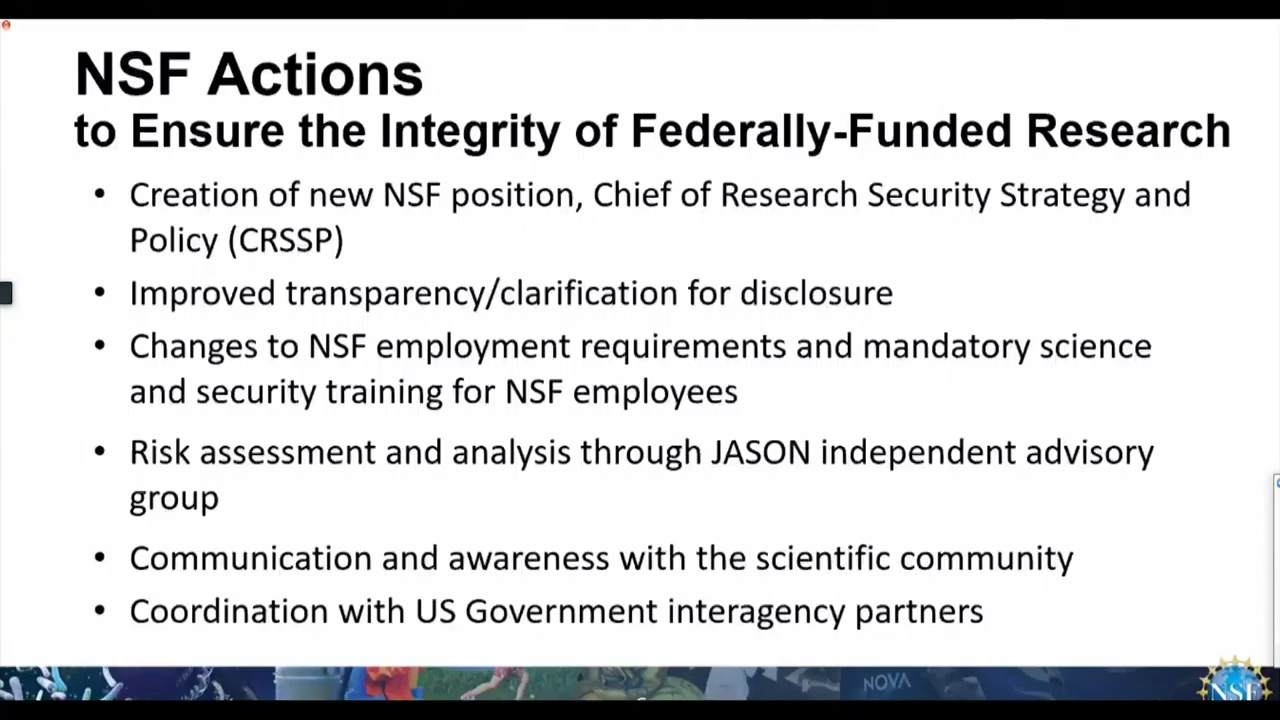 NSF Actions
to Ensure the Integrity of Federally-Funded Research
• Creation of new NSF position, Chief of Research Security Strategy and
Policy (CRSSP)
• Improved transparency/clarification for disclosure
• Changes to NSF employment requirements and mandatory science
and security training for NSF employees
• Risk assessment and analysis through JASON independent advisory
group
• Communication and awareness with the scientific community
• Coordination with US Government interagency partners
NOVA
NSF